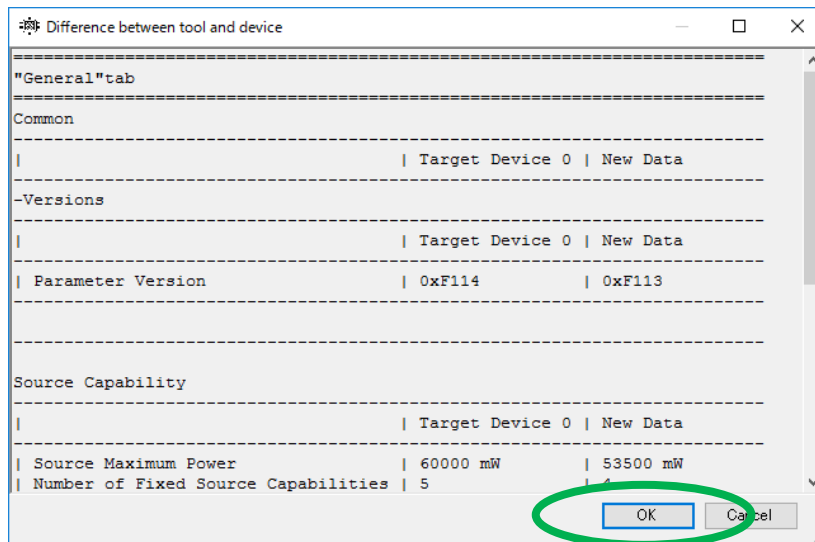 Difference between tool and device
==============================================================================
"General"tab
==============================================================================
Common
------------------------------------------------------------------------------
| | Target Device 0 | New Data
------------------------------------------------------------------------------
-Versions
------------------------------------------------------------------------------
| | Target Device 0 | New Data
------------------------------------------------------------------------------
| Parameter Version | 0xF114 | 0xF113
------------------------------------------------------------------------------
------------------------------------------------------------------------------
Source Capability
------------------------------------------------------------------------------
| | Target Device 0 | New Data
------------------------------------------------------------------------------
| Source Maximum Power | 60000 mW | 53500 mW
| Number of Fixed Source Capabilities | 5 | 4
OK Cancel